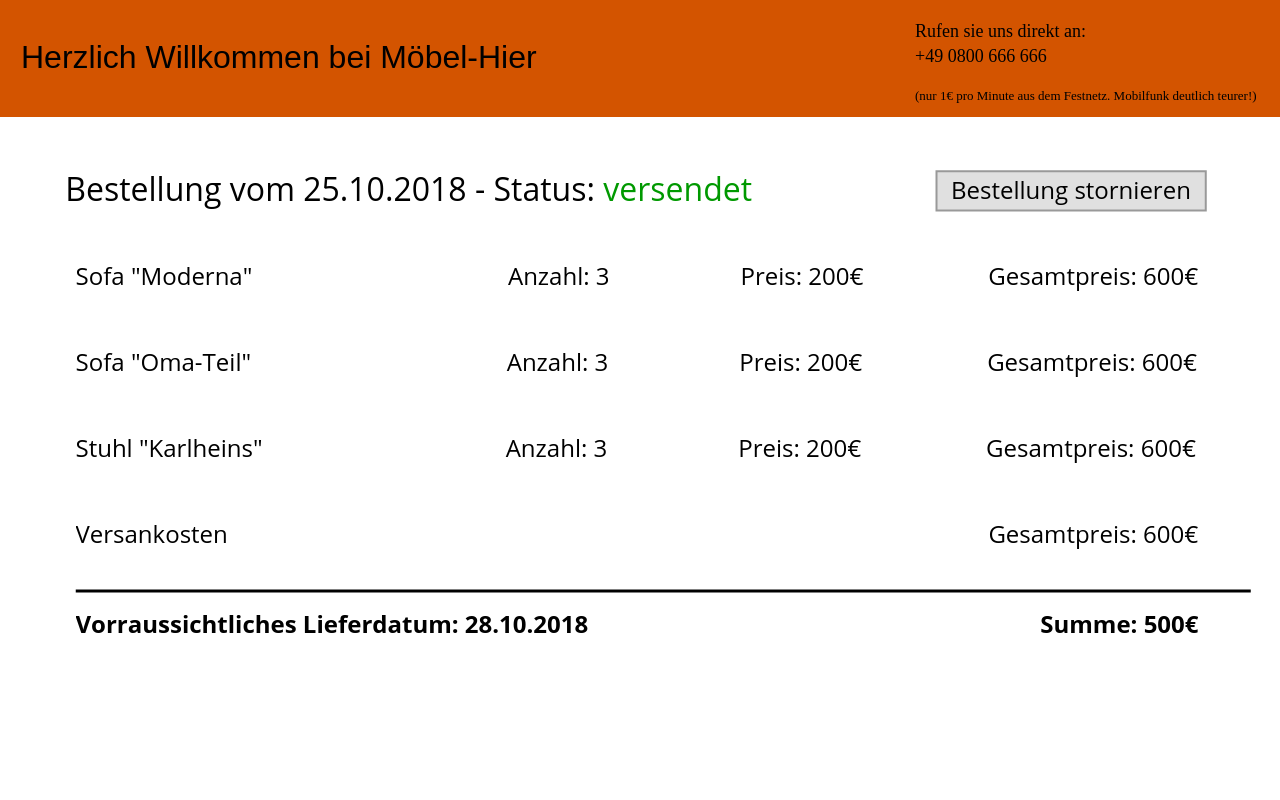 Herzlich Willkommen bei Möbel-Hier
Rufen sie uns direkt an:
+49 0800 666 666
(nur 1€ pro Minute aus dem Festnetz. Mobilfunk deutlich teurer!)
Bestellung vom 25.10.2018 - Status: versendet
Bestellung stornieren
Sofa "Moderna" Anzahl: 3 Preis: 200€ Gesamtpreis: 600€
Sofa "Oma-Teil" Anzahl: 3 Preis: 200€ Gesamtpreis: 600€
Stuhl "Karlheins" Anzahl: 3 Preis: 200€ Gesamtpreis: 600€
Versankosten Gesamtpreis: 600€
Vorraussichtliches Lieferdatum: 28.10.2018 Summe: 500€